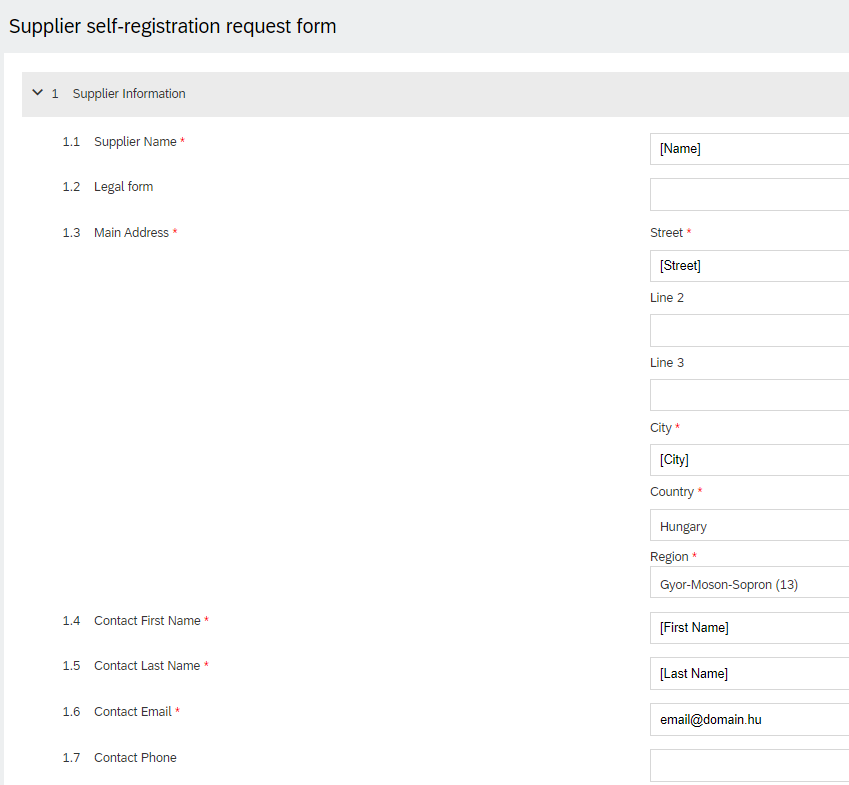 Supplier self-registration request form
1 Supplier Information
1.1 Supplier Name *
[Name]
1.2 Legal form
1.3 Main Address *
Street *
[Street]
Line 2
Line 3
City *
[City]
Country *
Hungary
Region *
Gyor-Moson-Sopron (13)
1.4 Contact First Name *
[First Name]
1.5 Contact Last Name *
[Last Name]
1.6 Contact Email *
email@domain.hu
1.7 Contact Phone